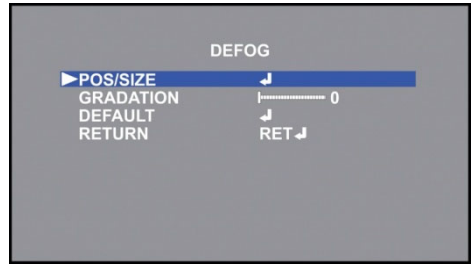 DEFOG
►POS/SIZE ↲
GRADATION 0
DEFAULT ↲
RETURN RET↲